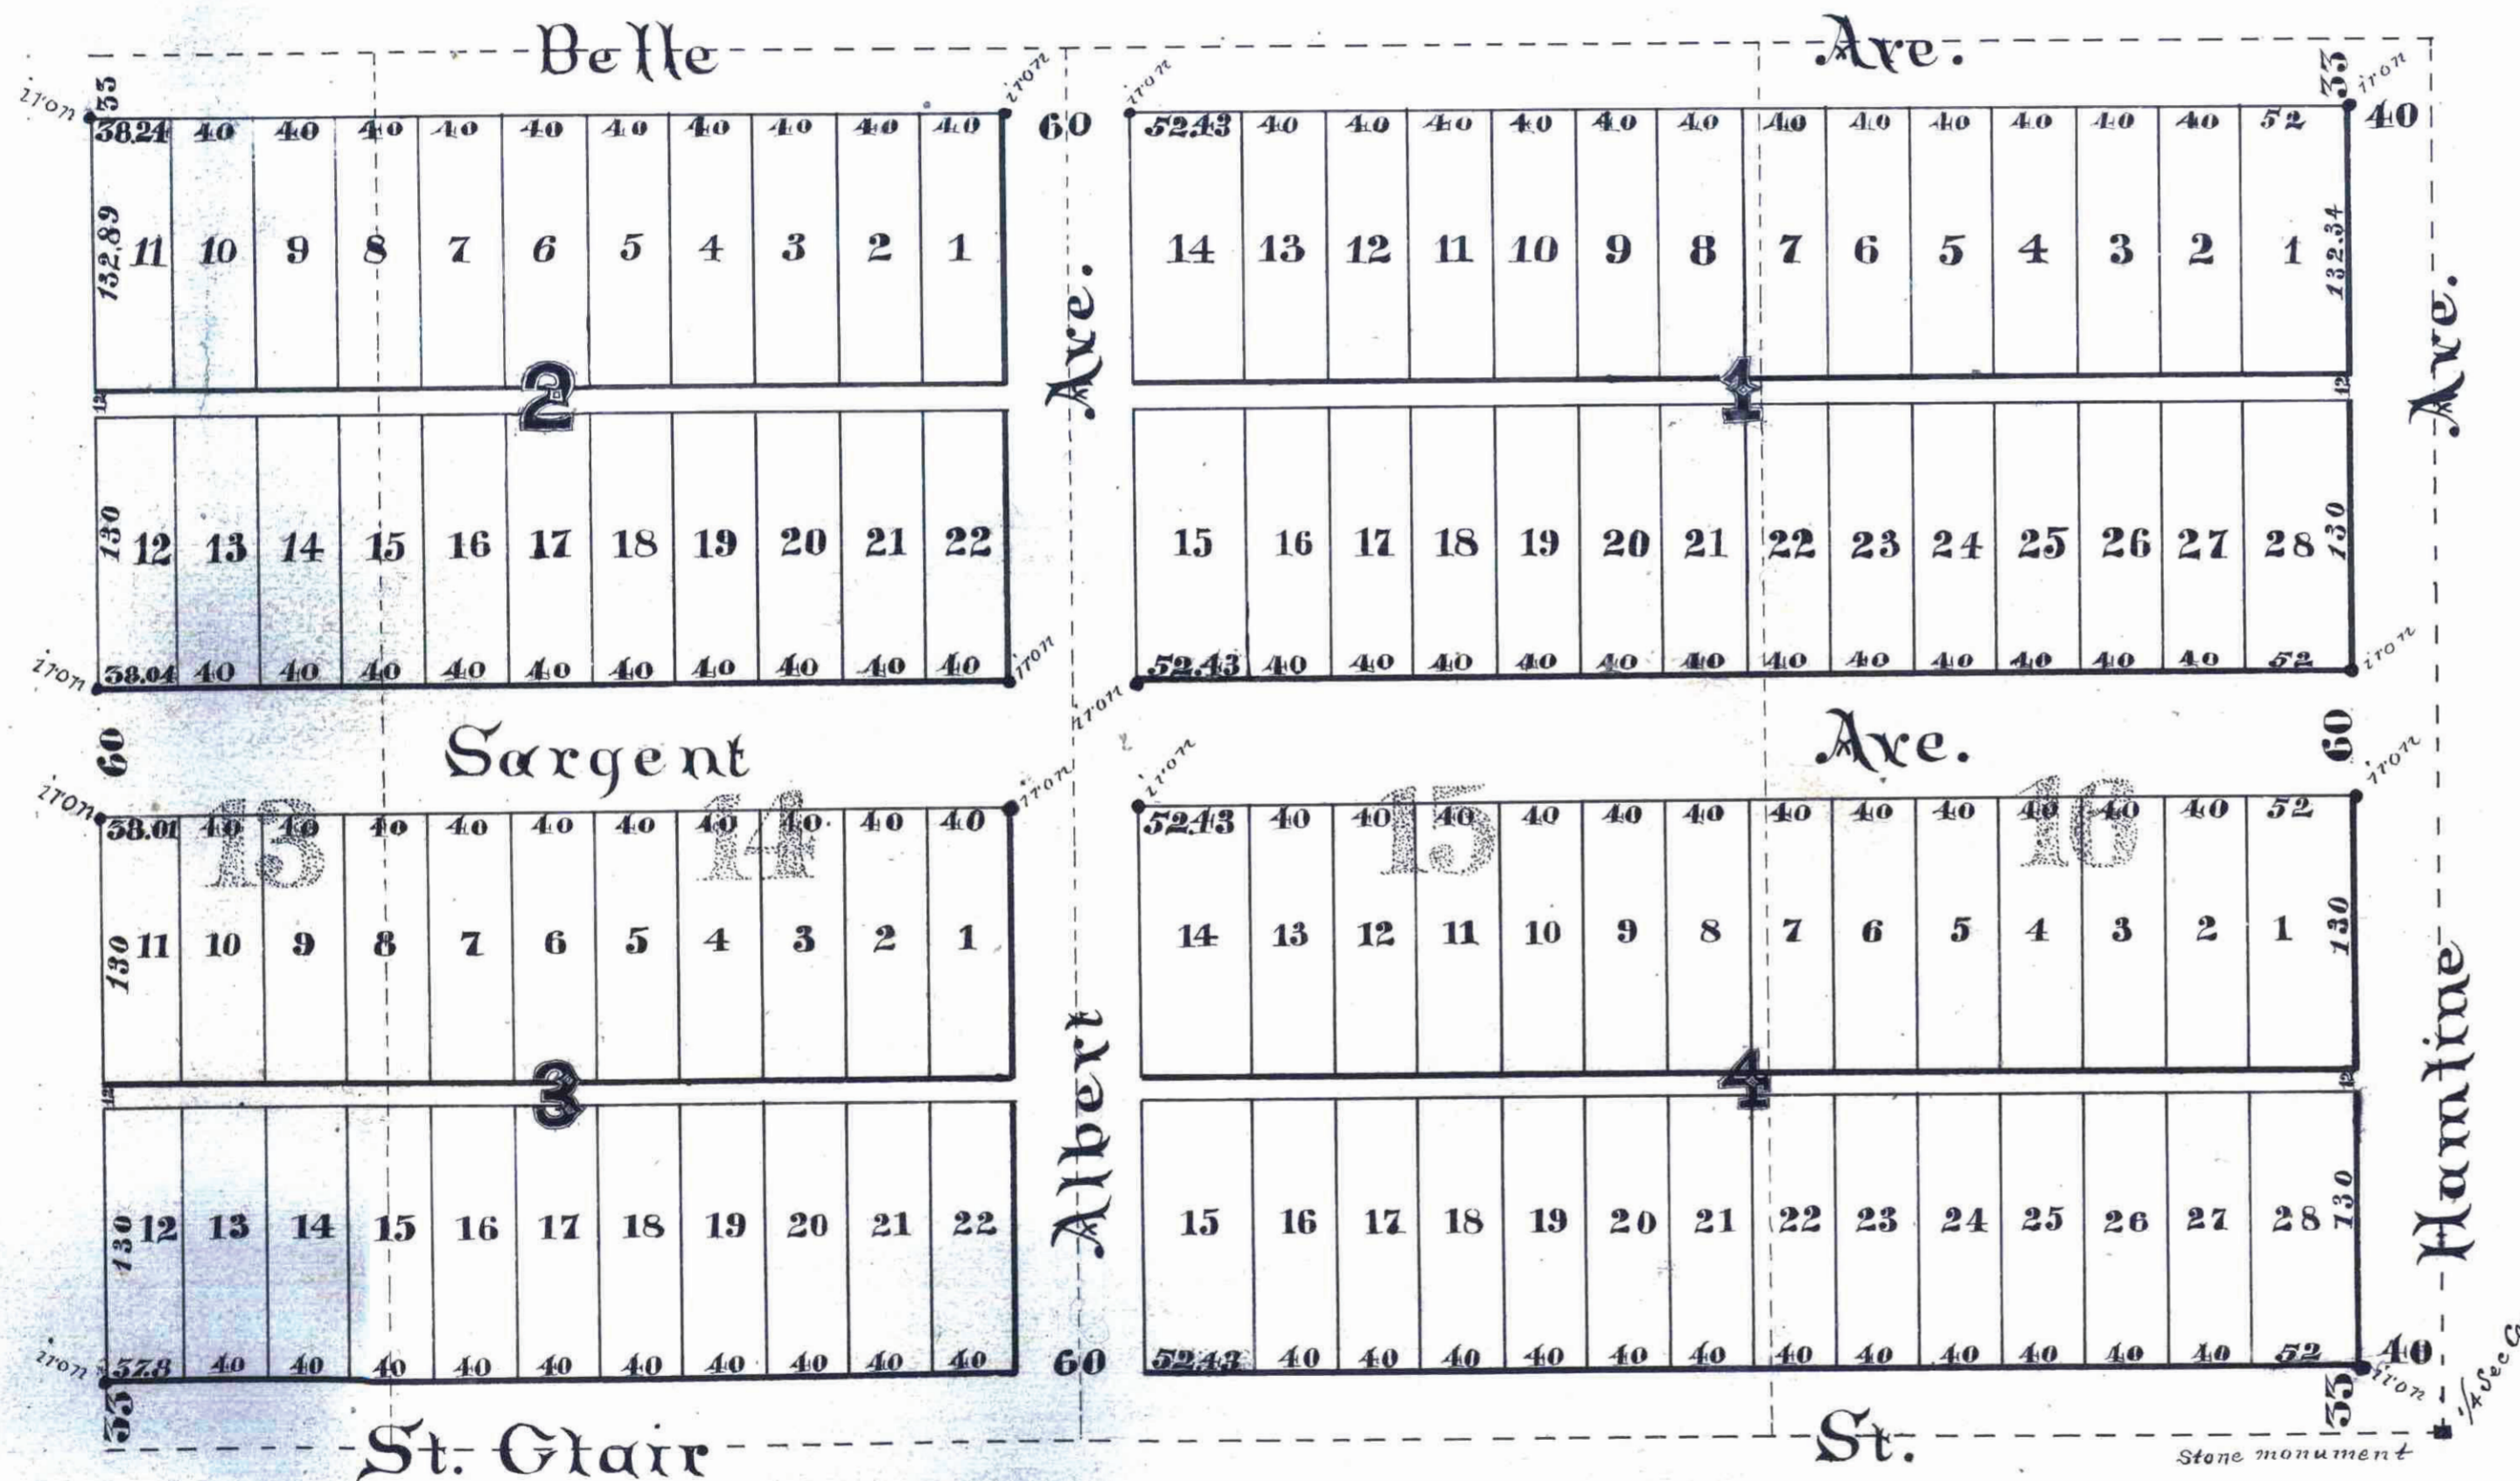 Belle Ave.
iron 33 iron iron 33 iron
38.24 40 40 40 40 40 40 40 40 40 40 60 52.43 40 40 40 40 40 40 40 40 40 40 40 40 52 40
132.89 11 10 9 8 7 6 5 4 3 2 1 14 13 12 11 10 9 8 7 6 5 4 3 2 1 132.34
Ave. Ave.
12 2 1 12
130 12 13 14 15 16 17 18 19 20 21 22 15 16 17 18 19 20 21 22 23 24 25 26 27 28 130
iron 38.04 40 40 40 40 40 40 40 40 40 40 iron 52.43 40 40 40 40 40 40 40 40 40 40 40 40 52 iron
iron
60 Sargent Ave. 60
iron iron iron iron
38.01 40 40 40 40 40 40 40 40 40 40 52.43 40 40 40 40 40 40 40 40 40 40 40 40 52
13 14 15 16
130 11 10 9 8 7 6 5 4 3 2 1 14 13 12 11 10 9 8 7 6 5 4 3 2 1 130
12 3 4 12
Albert Hamline
130 12 13 14 15 16 17 18 19 20 21 22 15 16 17 18 19 20 21 22 23 24 25 26 27 28 130
iron 37.8 40 40 40 40 40 40 40 40 40 40 60 52.43 40 40 40 40 40 40 40 40 40 40 40 40 52 40
33 33 iron 1/4 Sec
St. Clair St.
Stone monument